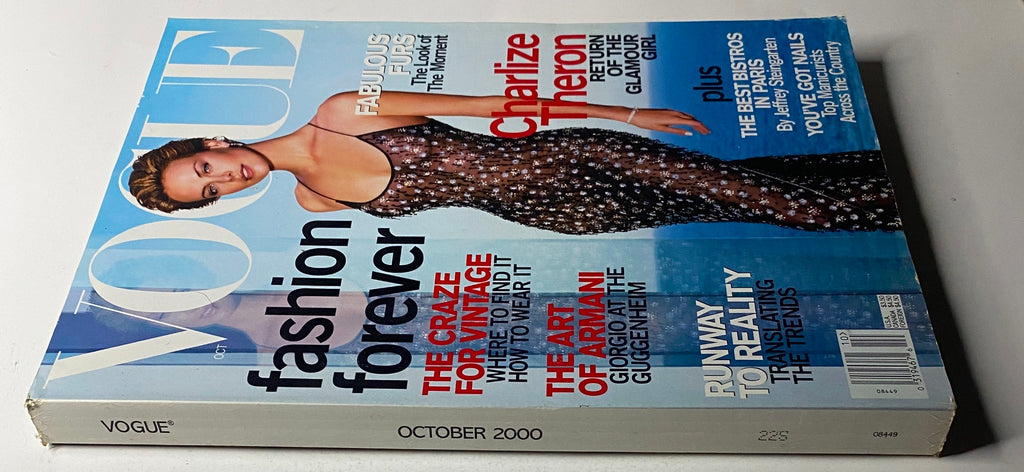 VOGUE
OCT
FABULOUS
FURS
The Look of
The Moment
Charlize
Theron
RETURN
OF THE
GLAMOUR
GIRL
plus
THE BEST BISTROS
IN PARIS
By Jeffrey Steingarten
YOU'VE GOT NAILS
Top Manicurists
Across the Country
fashion
forever
THE CRAZE
FOR VINTAGE
WHERE TO FIND IT
HOW TO WEAR IT
THE ART
OF ARMANI
GIORGIO AT THE
GUGGENHEIM
RUNWAY
TO REALITY
TRANSLATING
THE TRENDS
10>
08449
VOGUE®
OCTOBER 2000
225
08449